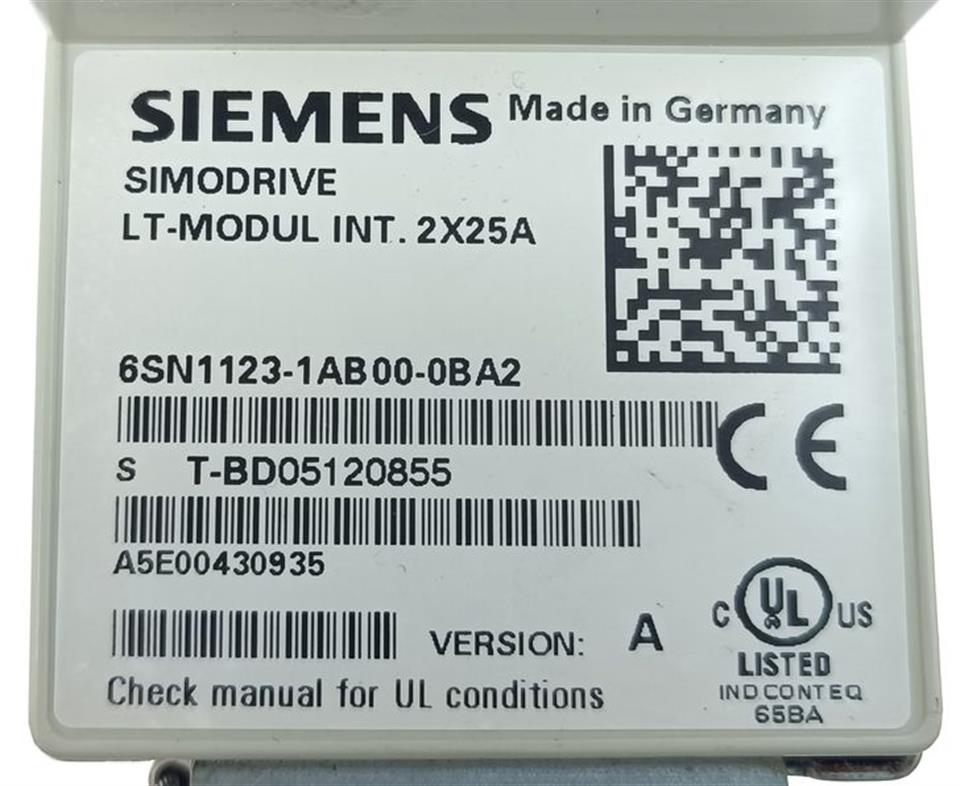 SIEMENS Made in Germany
SIMODRIVE
LT-MODUL INT. 2X25A
6SN1123-1AB00-0BA2
CE
S T-BD05120855
A5E00430935
C UL US
LISTED
IND CONT EQ
65BA
VERSION: A
Check manual for UL conditions